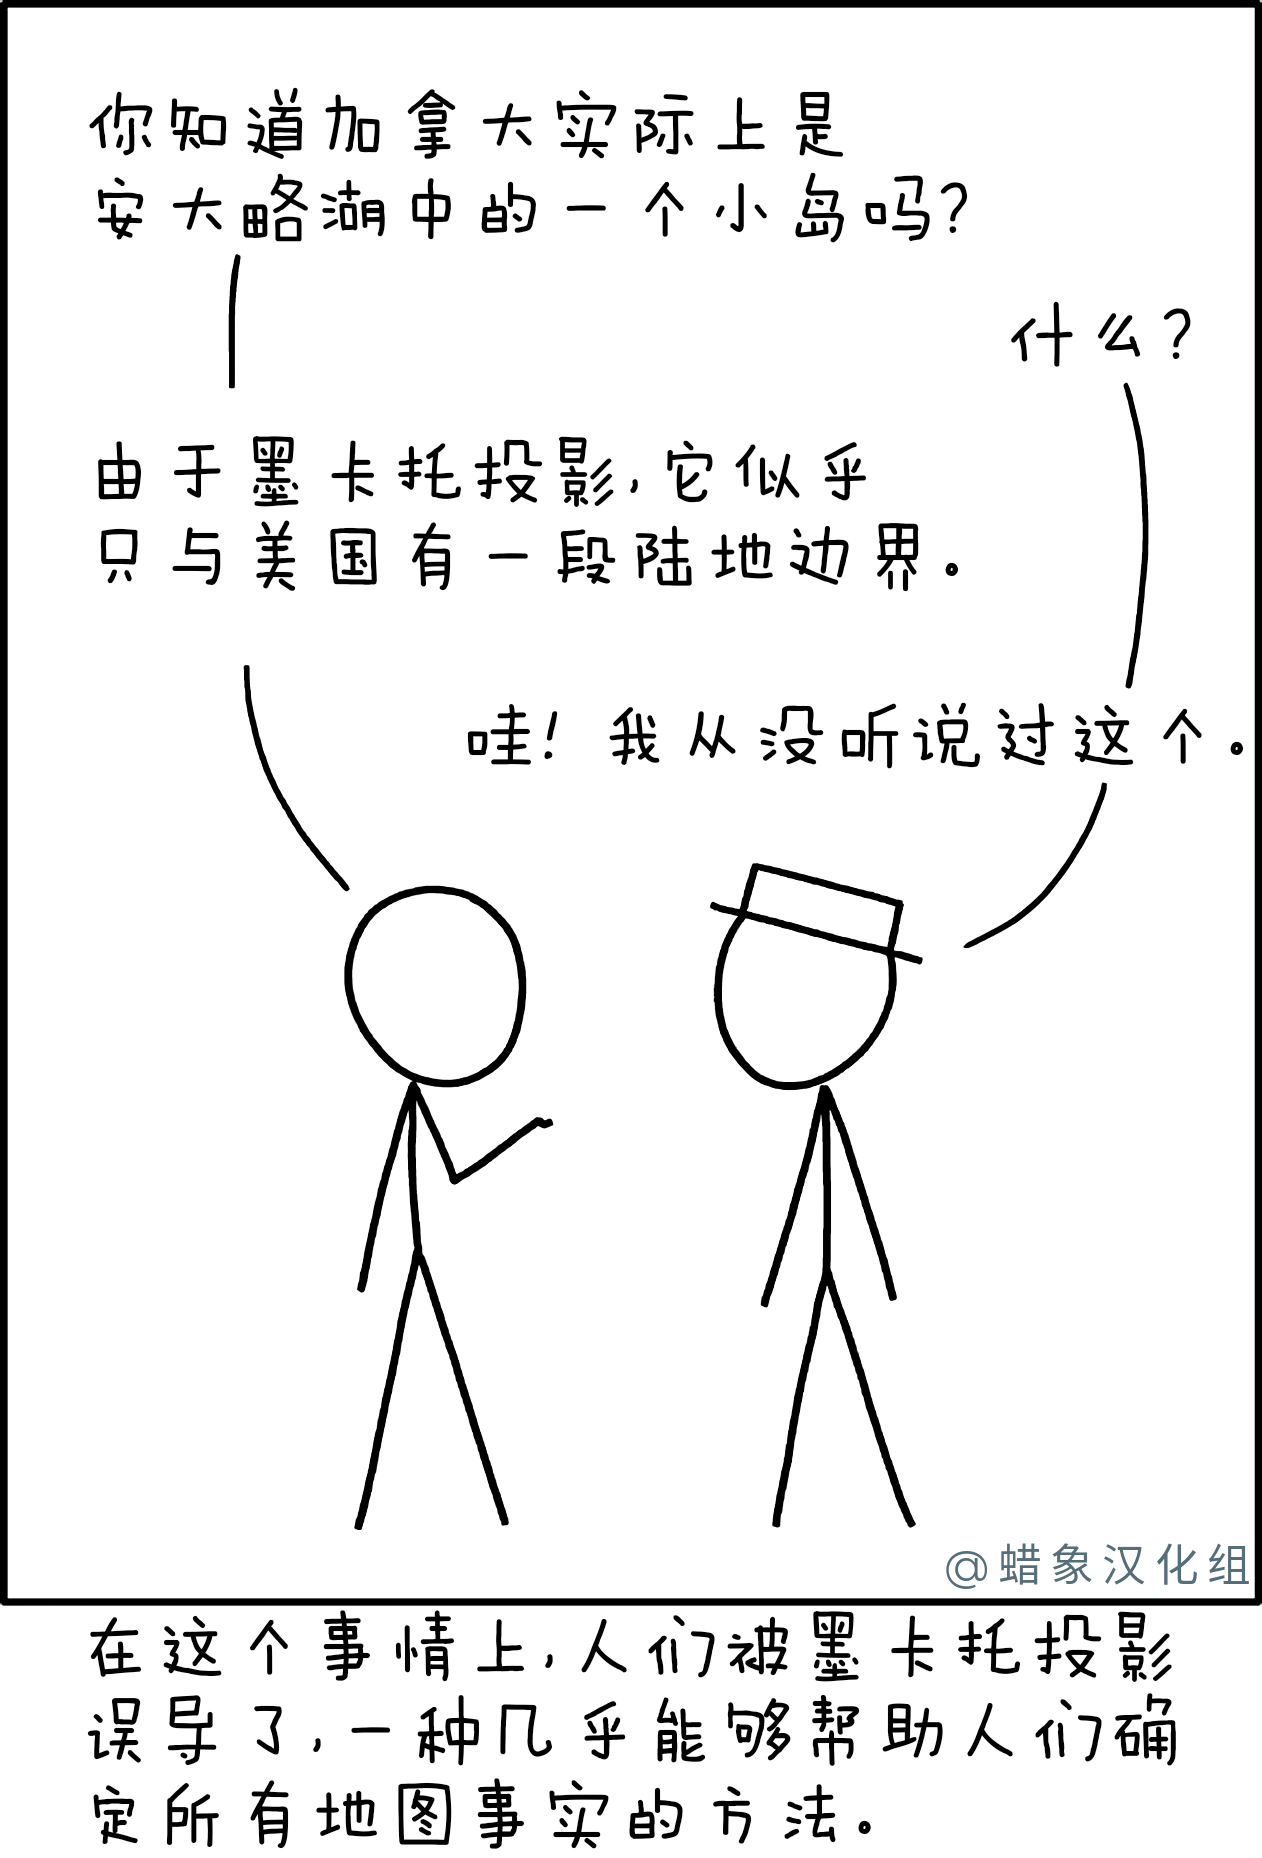 你知道加拿大实际上是
安大略湖中的一个小岛吗？
什么？
由于墨卡托投影，它似乎
只与美国有一段陆地边界。
哇！我从没听说过这个。
@蜡象汉化组
在这个事情上，人们被墨卡托投影
误导了，一种几乎能够帮助人们确
定所有地图事实的方法。